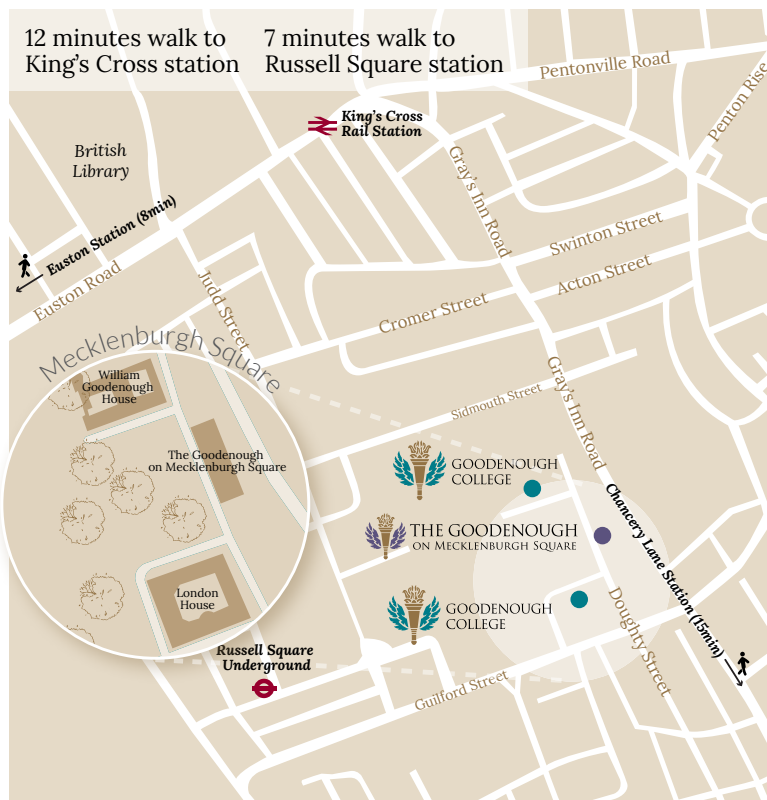 12 minutes walk to
King's Cross station
7 minutes walk to
Russell Square station
Pentonville Road
Penton Rise
King's Cross
Rail Station
British
Library
Gray's Inn Road
Euston Station (8min)
Swinton Street
Acton Street
Euston Road
Judd Street
Cromer Street
Mecklenburgh Square
William
Goodenough
House
Gray's Inn Road
Sidmouth Street
The Goodenough
on Mecklenburgh Square
GOODENOUGH
COLLEGE
Chancery Lane Station (15min)
THE GOODENOUGH
ON MECKLENBURGH SQUARE
London
House
GOODENOUGH
COLLEGE
Doughty Street
Russell Square
Underground
Guilford Street